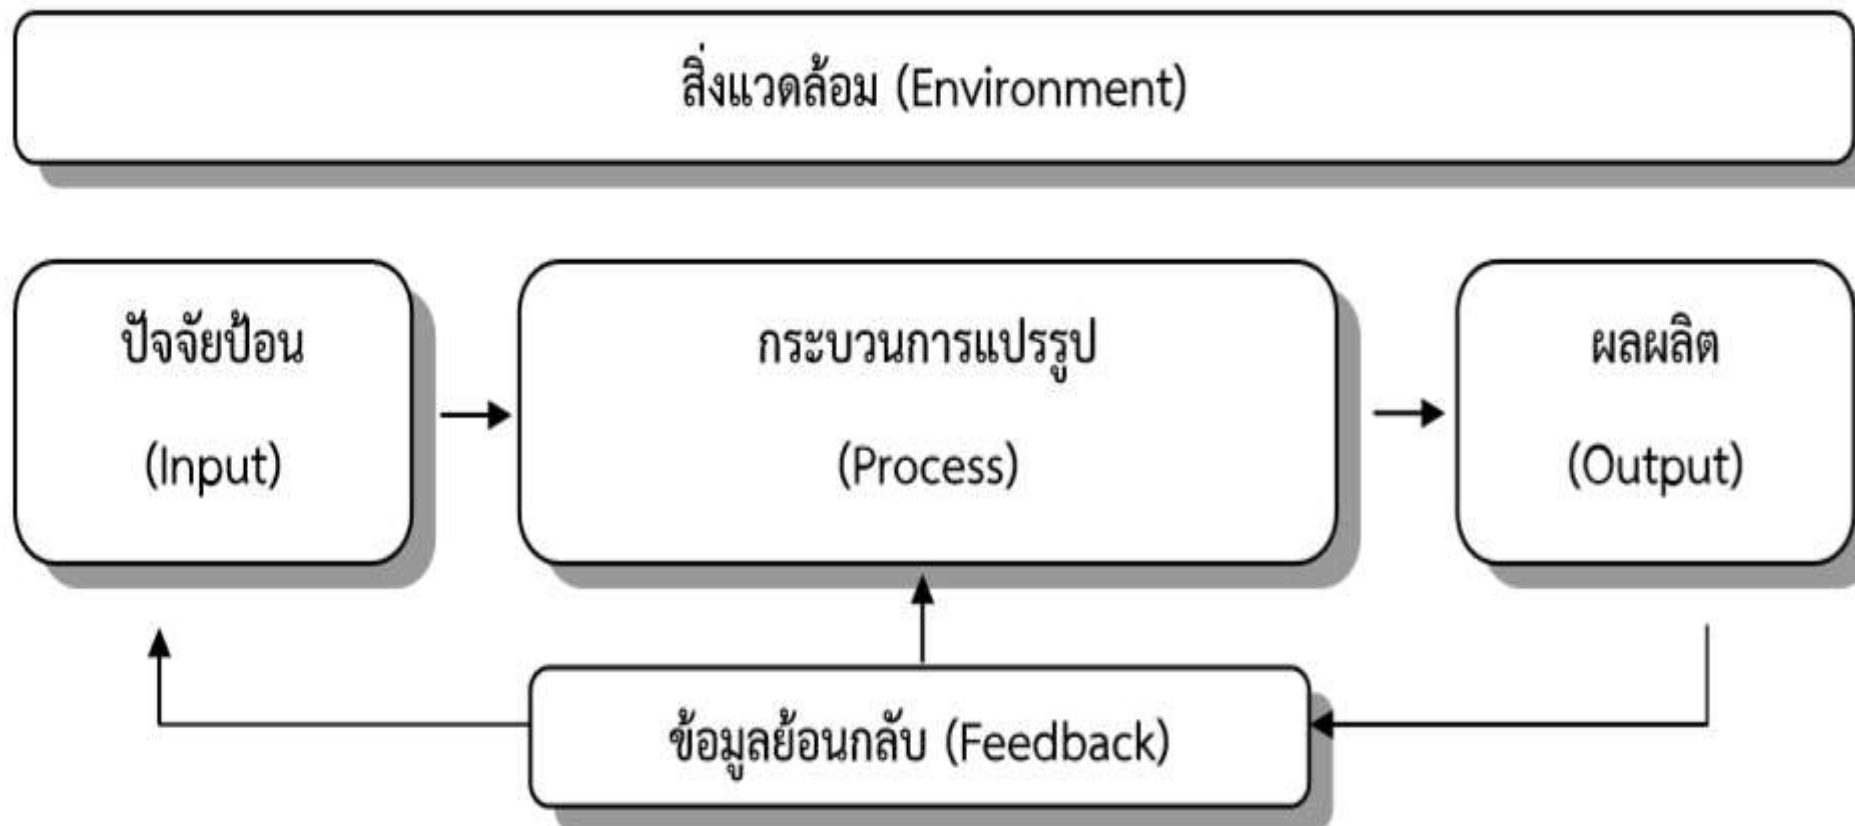 สิ่งแวดล้อม (Environment)
ปัจจัยป้อน
(Input)
กระบวนการแปรรูป
(Process)
ผลผลิต
(Output)
ข้อมูลย้อนกลับ (Feedback)